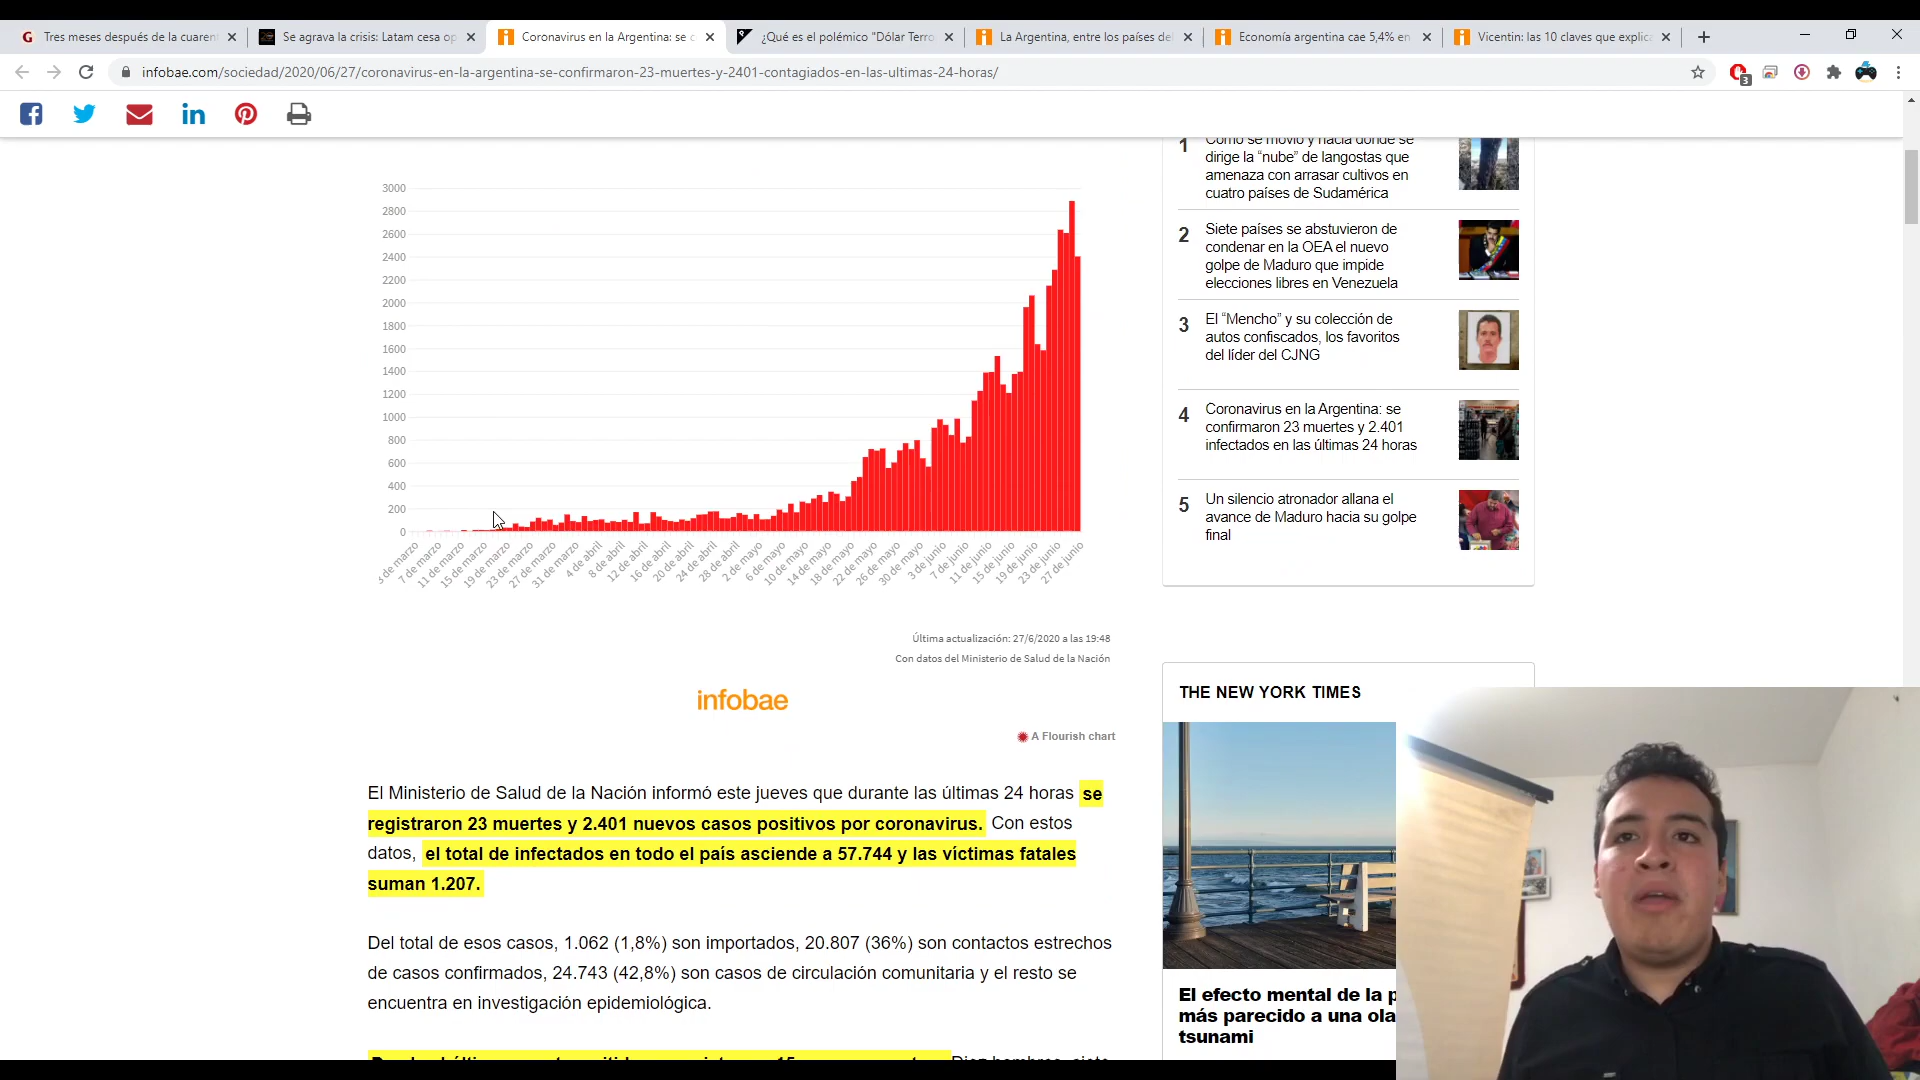 Tres meses después de la cuaren
Se agrava la crisis: Latam cesa op
Coronavirus en la Argentina: se c
¿Qué es el polémico "Dólar Terro
La Argentina, entre los países de
Economía argentina cae 5,4% en
Vicentin: las 10 claves que explica
infobae.com/sociedad/2020/06/27/coronavirus-en-la-argentina-se-confirmaron-23-muertes-y-2401-contagiados-en-las-ultimas-24-horas/
3
3000
2800
2600
2400
2200
2000
1800
1600
1400
1200
1000
800
600
400
200
0
3 de marzo
7 de marzo
11 de marzo
15 de marzo
19 de marzo
23 de marzo
27 de marzo
31 de marzo
4 de abril
8 de abril
12 de abril
16 de abril
20 de abril
24 de abril
28 de abril
2 de mayo
6 de mayo
10 de mayo
14 de mayo
18 de mayo
22 de mayo
26 de mayo
30 de mayo
3 de junio
7 de junio
11 de junio
15 de junio
19 de junio
23 de junio
27 de junio
Última actualización: 27/6/2020 a las 19:48
Con datos del Ministerio de Salud de la Nación
infobae
A Flourish chart
El Ministerio de Salud de la Nación informó este jueves que durante las últimas 24 horas se
registraron 23 muertes y 2.401 nuevos casos positivos por coronavirus. Con estos
datos, el total de infectados en todo el país asciende a 57.744 y las víctimas fatales
suman 1.207.
Del total de esos casos, 1.062 (1,8%) son importados, 20.807 (36%) son contactos estrechos
de casos confirmados, 24.743 (42,8%) son casos de circulación comunitaria y el resto se
encuentra en investigación epidemiológica.
1 Cómo se movió y hacia dónde se
dirige la “nube” de langostas que
amenaza con arrasar cultivos en
cuatro países de Sudamérica
2 Siete países se abstuvieron de
condenar en la OEA el nuevo
golpe de Maduro que impide
elecciones libres en Venezuela
3 El “Mencho” y su colección de
autos confiscados, los favoritos
del líder del CJNG
4 Coronavirus en la Argentina: se
confirmaron 23 muertes y 2.401
infectados en las últimas 24 horas
5 Un silencio atronador allana el
avance de Maduro hacia su golpe
final
THE NEW YORK TIMES
El efecto mental de la p
más parecido a una ola
tsunami